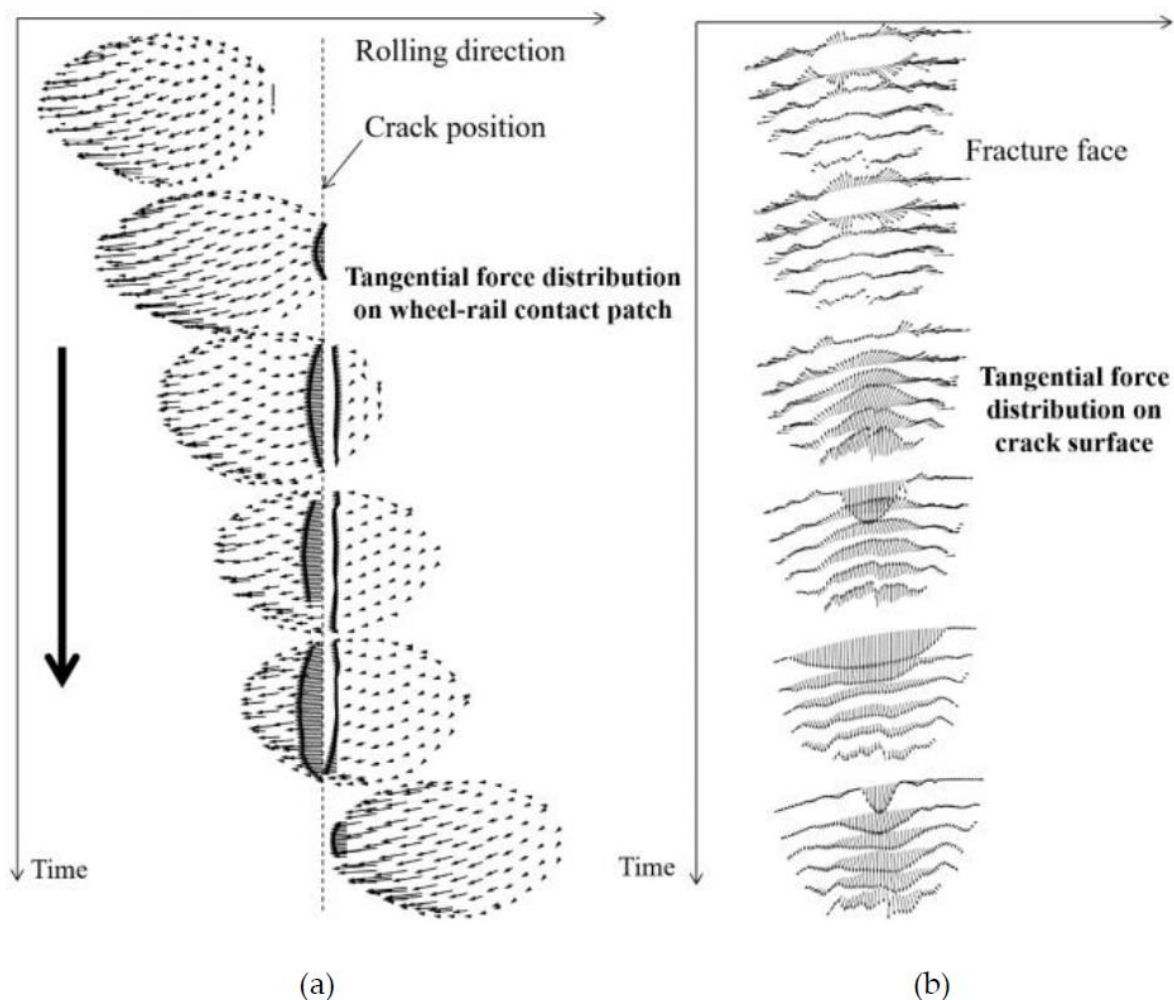 Rolling direction
Crack position
Tangential force distribution
on wheel-rail contact patch
Time
(a)
Fracture face
Tangential force
distribution on
crack surface
Time
(b)